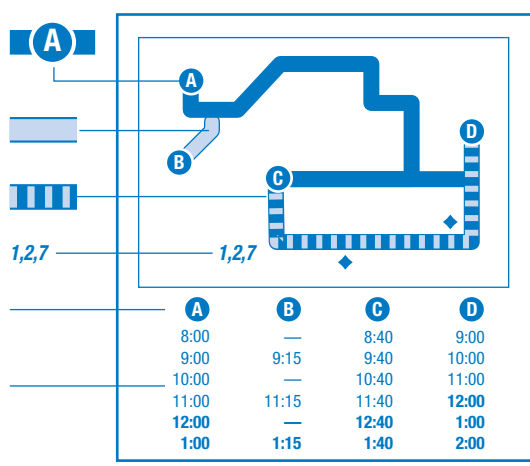 A
A
D
B
C
1,2,7 1,2,7
A B C D
8:00 — 8:40 9:00
9:00 9:15 9:40 10:00
10:00 — 10:40 11:00
11:00 11:15 11:40 12:00
12:00 — 12:40 1:00
1:00 1:15 1:40 2:00